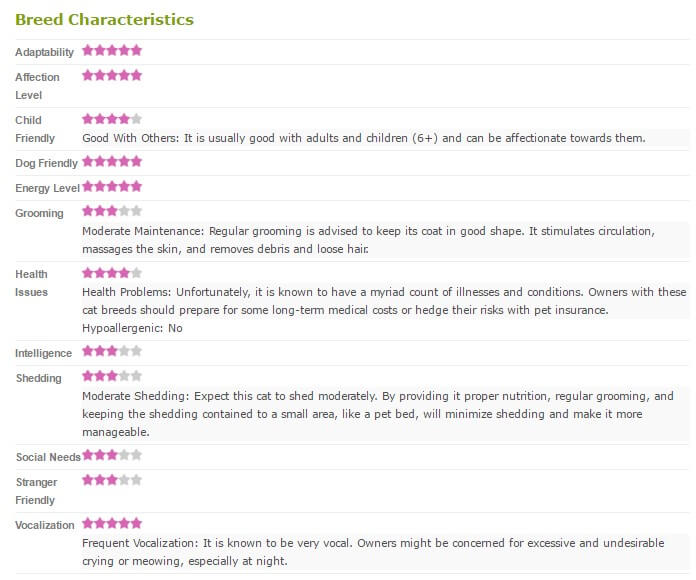 Breed Characteristics
Adaptability
Affection
Level
Child
Friendly
Good With Others: It is usually good with adults and children (6+) and can be affectionate towards them.
Dog Friendly
Energy Level
Grooming
Moderate Maintenance: Regular grooming is advised to keep its coat in good shape. It stimulates circulation,
massages the skin, and removes debris and loose hair.
Health
Issues
Health Problems: Unfortunately, it is known to have a myriad count of illnesses and conditions. Owners with these
cat breeds should prepare for some long-term medical costs or hedge their risks with pet insurance.
Hypoallergenic: No
Intelligence
Shedding
Moderate Shedding: Expect this cat to shed moderately. By providing it proper nutrition, regular grooming, and
keeping the shedding contained to a small area, like a pet bed, will minimize shedding and make it more
manageable.
Social Needs
Stranger
Friendly
Vocalization
Frequent Vocalization: It is known to be very vocal. Owners might be concerned for excessive and undesirable
crying or meowing, especially at night.